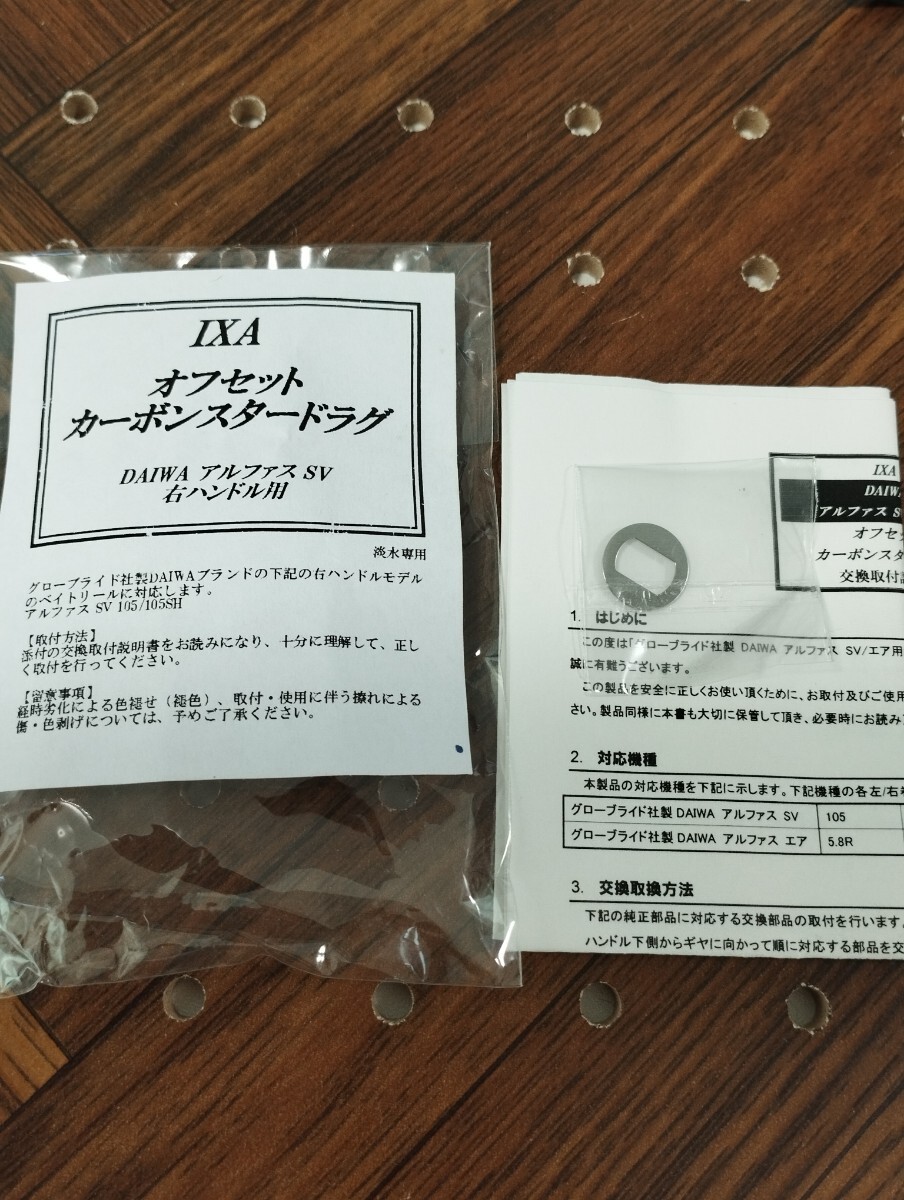 IXA
オフセット
カーボンスタードラグ
DAIWA アルファス SV
右ハンドル用
淡水専用
グローブライド社製DAIWAブランドの下記の右ハンドルモデル
のベイトリールに対応します。
アルファス SV 105/105SH
【取付方法】
添付の交換取付説明書をお読みになり、十分に理解して、正し
く取付を行ってください。
【留意事項】
経時劣化による色褪せ（褪色）、取付・使用に伴う擦れによる
傷・色剥げについては、予めご了承ください。
IXA
DAIW
アルファス S
オフセ
カーボンスタ
交換取付
1. はじめに
この度は「グローブライド社製 DAIWA アルファス SV/エア用
誠に有難うございます。
この製品を安全に正しくお使い頂くために、お取付及びご使用
さい。製品同様に本書も大切に保管して頂き、必要時にお読み
2. 対応機種
本製品の対応機種を下記に示します。下記機種の各左/右
グローブライド社製 DAIWA アルファス SV 105
グローブライド社製 DAIWA アルファス エア 5.8R
3. 交換取換方法
下記の純正部品に対応する交換部品の取付を行います。
ハンドル下側からギヤに向かって順に対応する部品を交